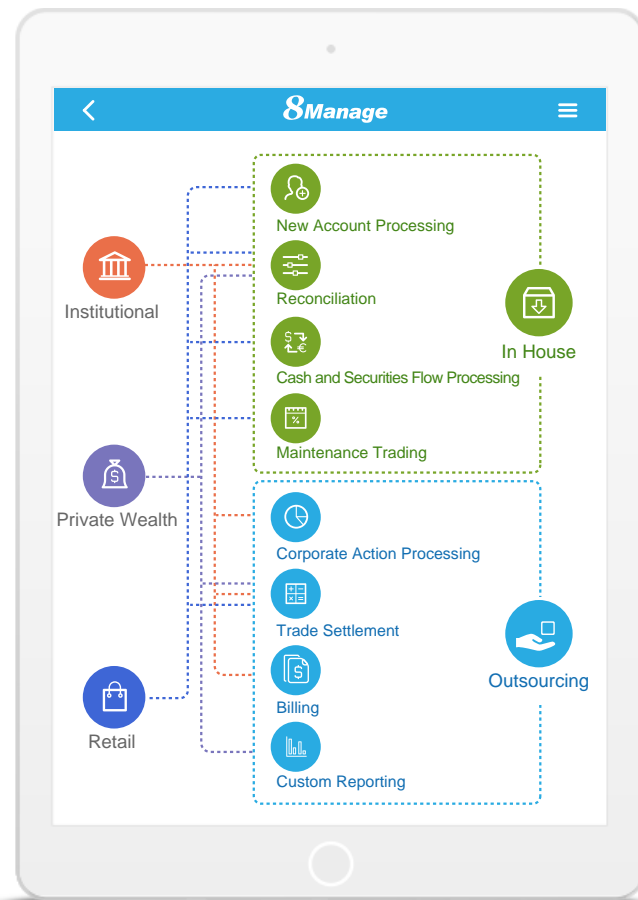 8Manage
New Account Processing
Institutional
Reconciliation
In House
Cash and Securities Flow Processing
Maintenance Trading
Private Wealth
Corporate Action Processing
Trade Settlement
Outsourcing
Billing
Retail
Custom Reporting